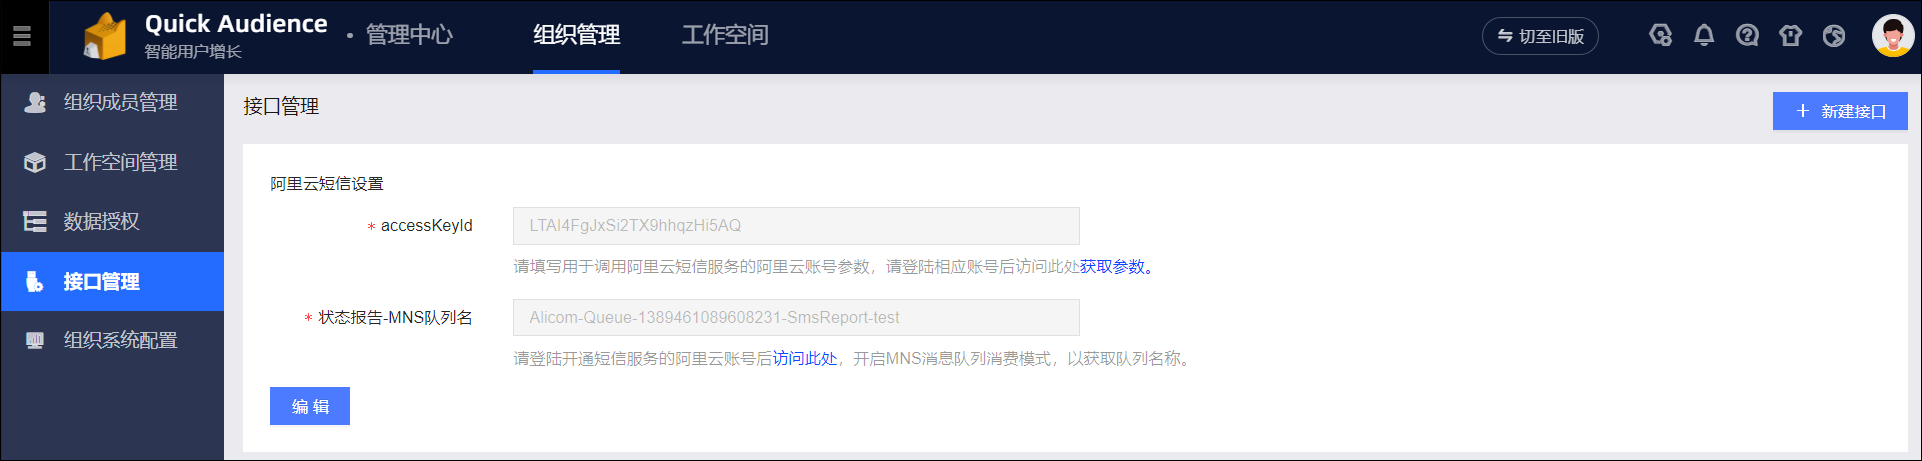 Quick Audience
智能用户增长
• 管理中心
组织管理
工作空间
切至旧版
组织成员管理
工作空间管理
数据授权
接口管理
组织系统配置
接口管理
+ 新建接口
阿里云短信设置
* accessKeyId
LTAI4FgJxSi2TX9hhqzHi5AQ
请填写用于调用阿里云短信服务的阿里云账号参数，请登陆相应账号后访问此处获取参数。
* 状态报告-MNS队列名
Alicom-Queue-1389461089608231-SmsReport-test
请登陆开通短信服务的阿里云账号后访问此处，开启MNS消息队列消费模式，以获取队列名称。
编 辑